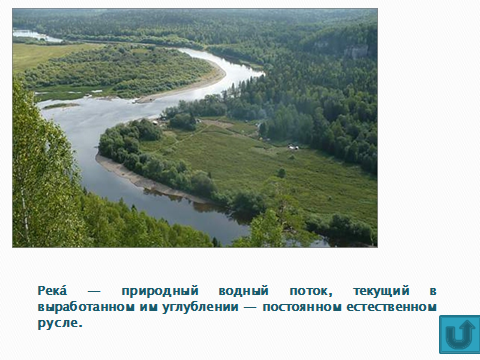 Река́ — природный водный поток, текущий в
выработанном им углублении — постоянном естественном
русле.